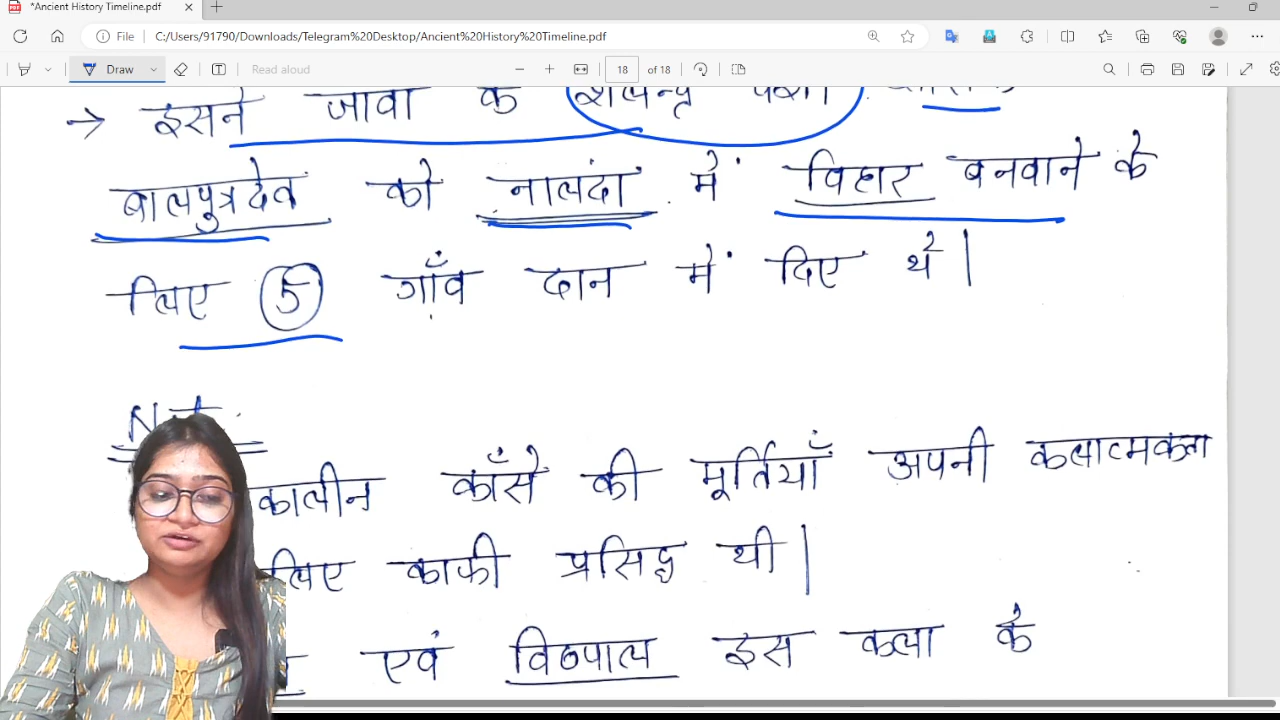 *Ancient History Timeline.pdf
File C:/Users/91790/Downloads/Telegram%20Desktop/Ancient%20History%20Timeline.pdf
Draw Read aloud 18 of 18
→ इसने जावा के
बालपुत्रदेव को नालंदा में विहार बनवाने के
लिए 5 गाँव दान में दिए थे|
कालीन काँसे की मूर्तियाँ अपनी कलात्मकता
लिए काफी प्रसिद्ध थी|
एवं विठपाल इस कला के